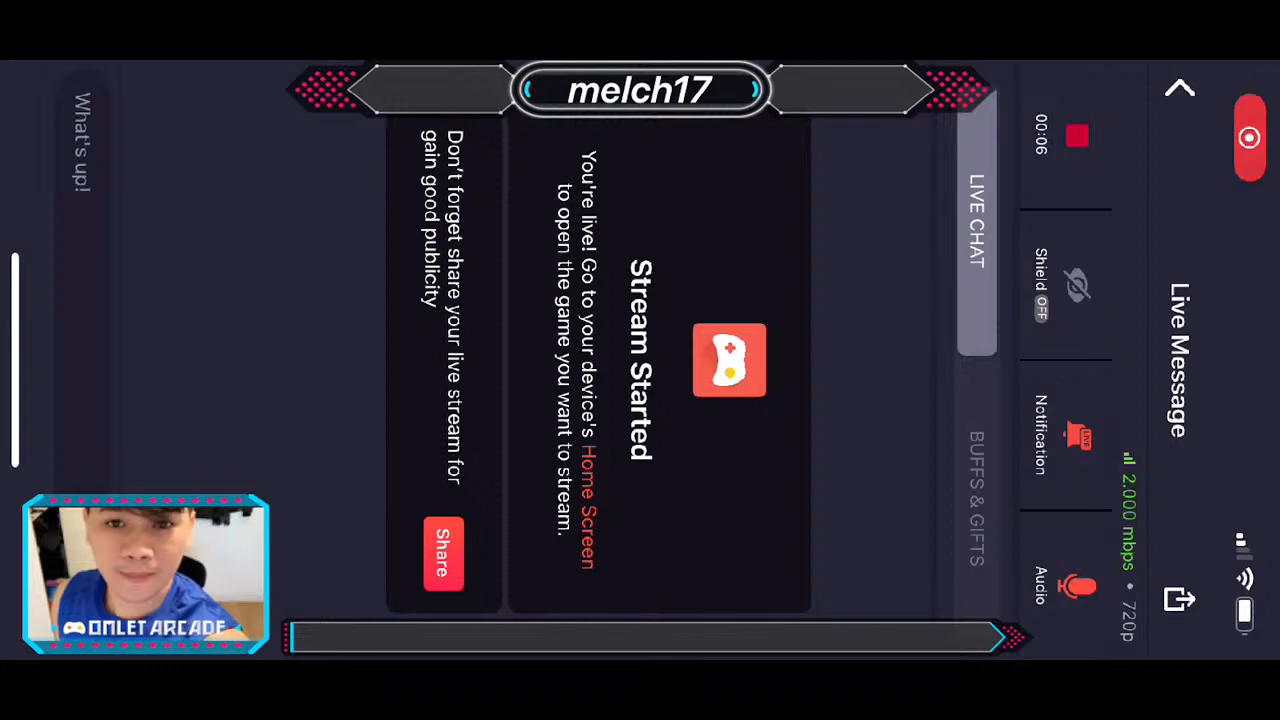 melch17
Live Message
2.000 mbps • 720p
00:06
Shield OFF
Notification
LIVE
Audio
LIVE CHAT
BUFFS & GIFTS
Stream Started
You're live! Go to your device's Home Screen
to open the game you want to stream.
Don't forget share your live stream for
gain good publicity
Share
What's up!
OMLET ARCADE